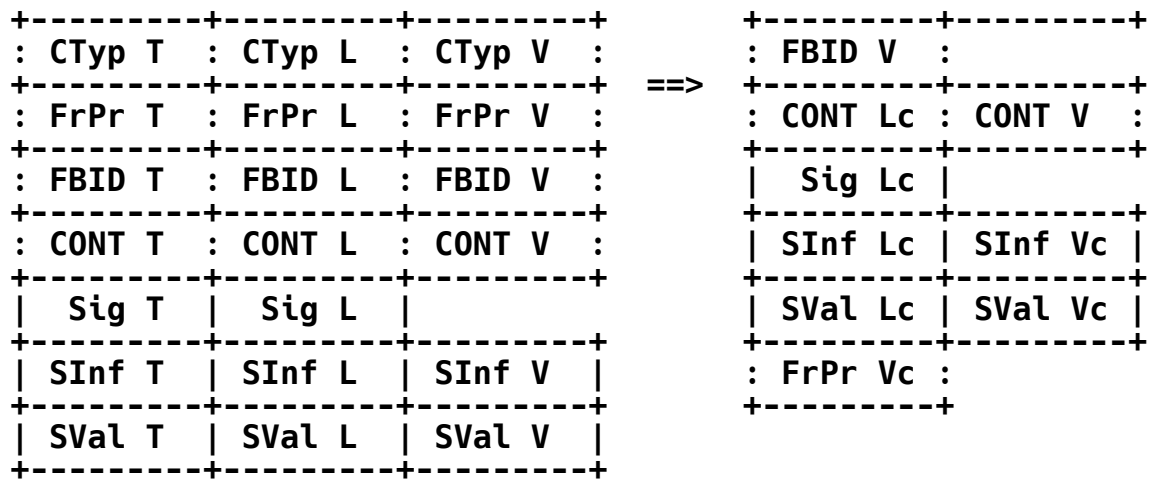 +---------+---------+---------+       +---------+---------+
: CTyp T  : CTyp L  : CTyp V  :       : FBID V  :
+---------+---------+---------+  ==>  +---------+---------+
: FrPr T  : FrPr L  : FrPr V  :       : CONT Lc : CONT V  :
+---------+---------+---------+       +---------+---------+
: FBID T  : FBID L  : FBID V  :       |  Sig Lc |
+---------+---------+---------+       +---------+---------+
: CONT T  : CONT L  : CONT V  :       | SInf Lc | SInf Vc |
+---------+---------+---------+       +---------+---------+
|  Sig T  |  Sig L  |                 | SVal Lc | SVal Vc |
+---------+---------+---------+       +---------+---------+
| SInf T  | SInf L  | SInf V  |       : FrPr Vc :
+---------+---------+---------+       +---------+
| SVal T  | SVal L  | SVal V  |
+---------+---------+---------+